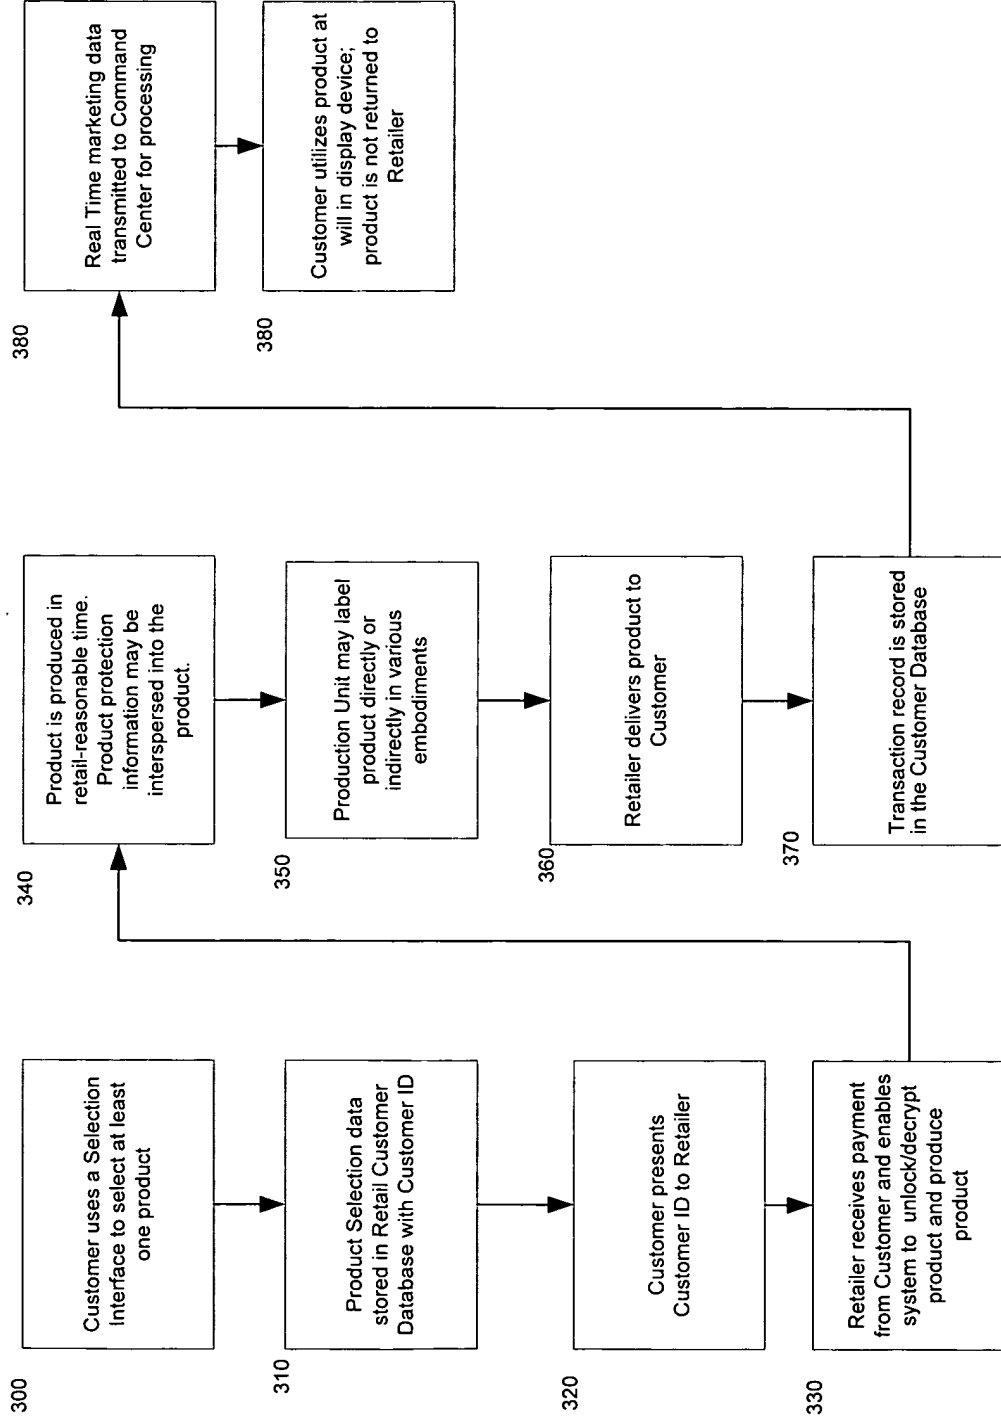 300
Customer uses a Selection
Interface to select at least
one product
310
Product Selection data
stored in Retail Customer
Database with Customer ID
320
Customer presents
Customer ID to Retailer
330
Retailer receives payment
from Customer and enables
system to unlock/decrypt
product and produce
product
340
Product is produced in
retail-reasonable time.
Product protection
information may be
interspersed into the
product.
350
Production Unit may label
product directly or
indirectly in various
embodiments
360
Retailer delivers product to
Customer
370
Transaction record is stored
in the Customer Database
380
Real Time marketing data
transmitted to Command
Center for processing
380
Customer utilizes product at
will in display device;
product is not returned to
Retailer